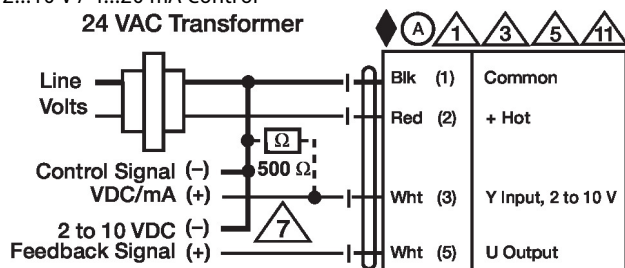 2...10 V / 4...20 mA Control
24 VAC Transformer
A 1 3 5 11
Line
Volts
Blk (1) Common
Red (2) + Hot
Ω
500 Ω
Control Signal (–)
VDC/mA (+)
Wht (3) Y Input, 2 to 10 V
7
2 to 10 VDC (–)
Feedback Signal (+)
Wht (5) U Output